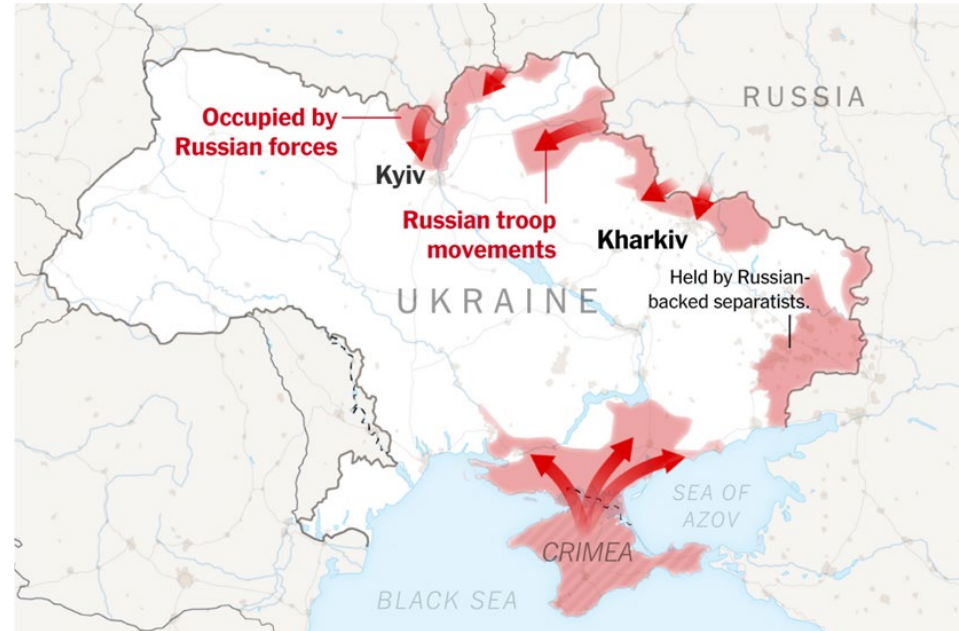 RUSSIA
Occupied by
Russian forces
Kyiv
Russian troop
movements
Kharkiv
Held by Russian-
backed separatists.
UKRAINE
SEA OF
AZOV
CRIMEA
BLACK SEA